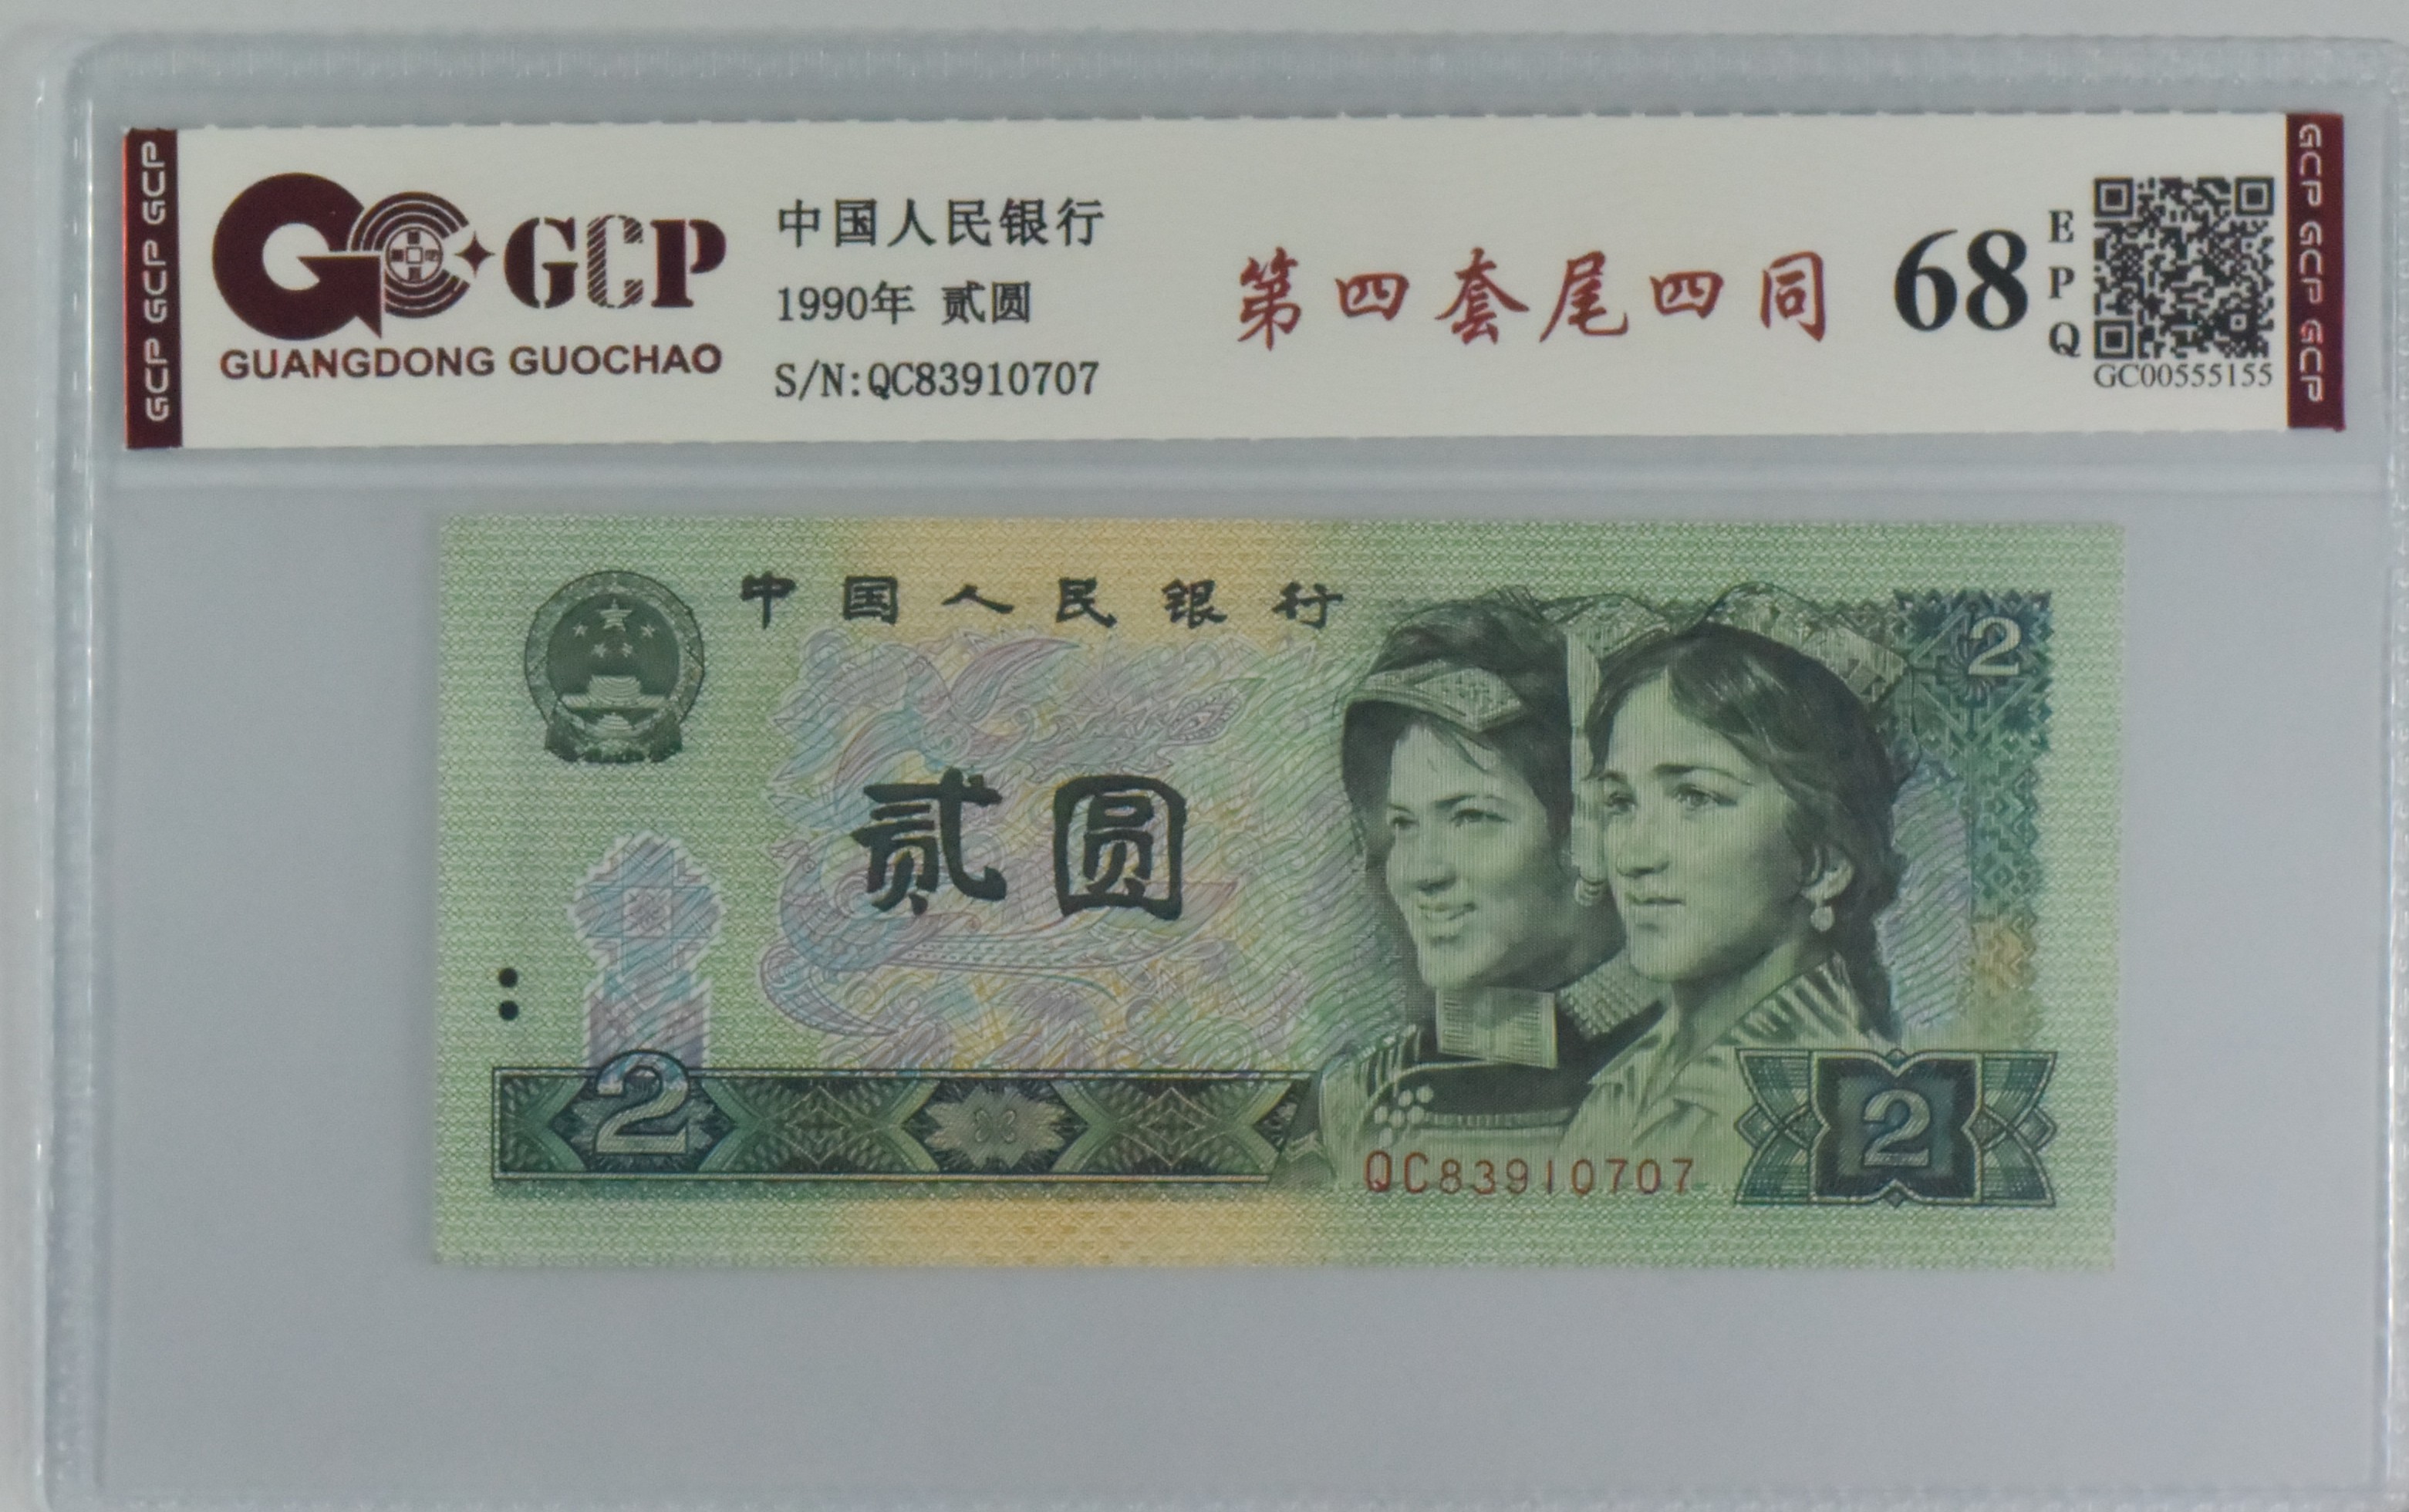 GCP GCP GCP
GCP
GUANGDONG GUOCHAO
中国人民银行
1990年 贰圆
S/N:QC83910707
第四套尾四同
68
EPQ
GC00555155
GCP GCP GCP
中国人民银行
2
贰圆
2
QC83910707
2